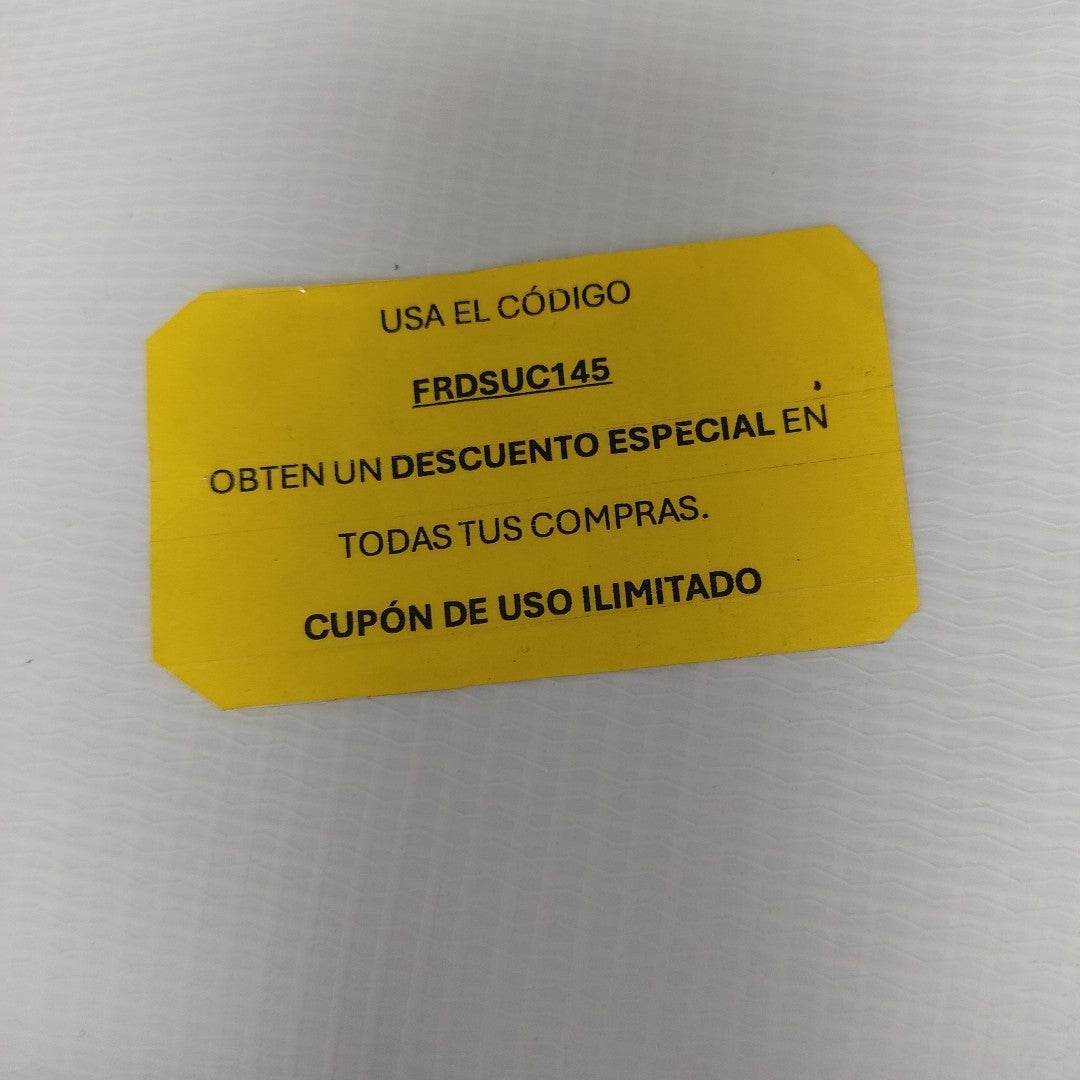 USA EL CÓDIGO
FRDSUC145
OBTEN UN DESCUENTO ESPECIAL EN
TODAS TUS COMPRAS.
CUPÓN DE USO ILIMITADO